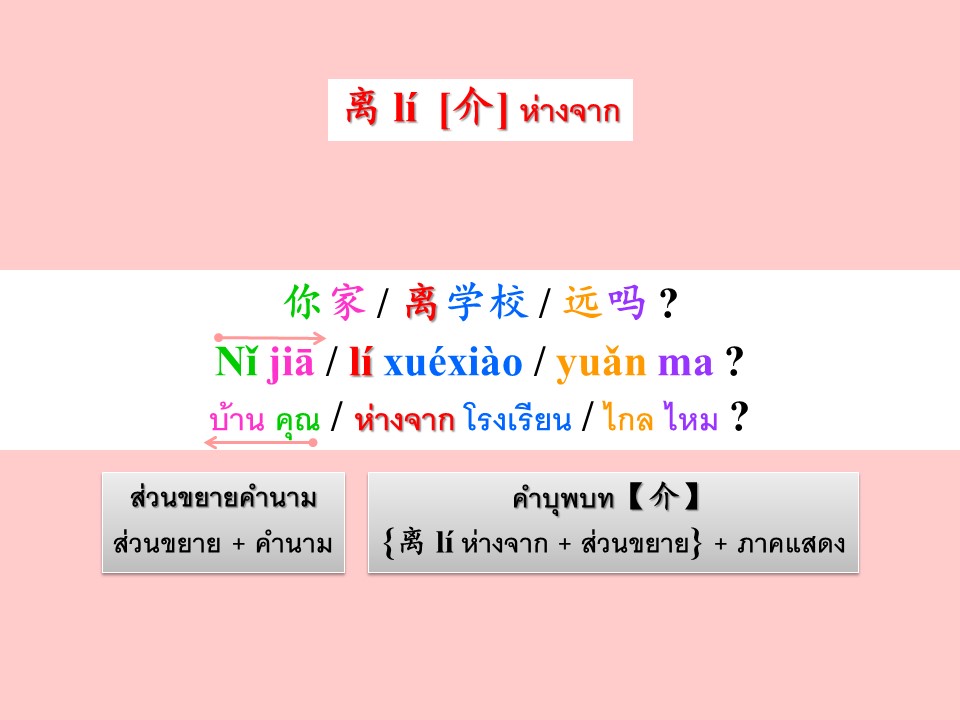 离 lí [介] ห่างจาก
你家 / 离学校 / 远吗 ?
Nǐ jiā / lí xuéxiào / yuǎn ma ?
บ้าน คุณ / ห่างจาก โรงเรียน / ไกล ไหม ?
ส่วนขยายคำนาม
ส่วนขยาย + คำนาม
คำบุพบท【介】
{离 lí ห่างจาก + ส่วนขยาย} + ภาคแสดง